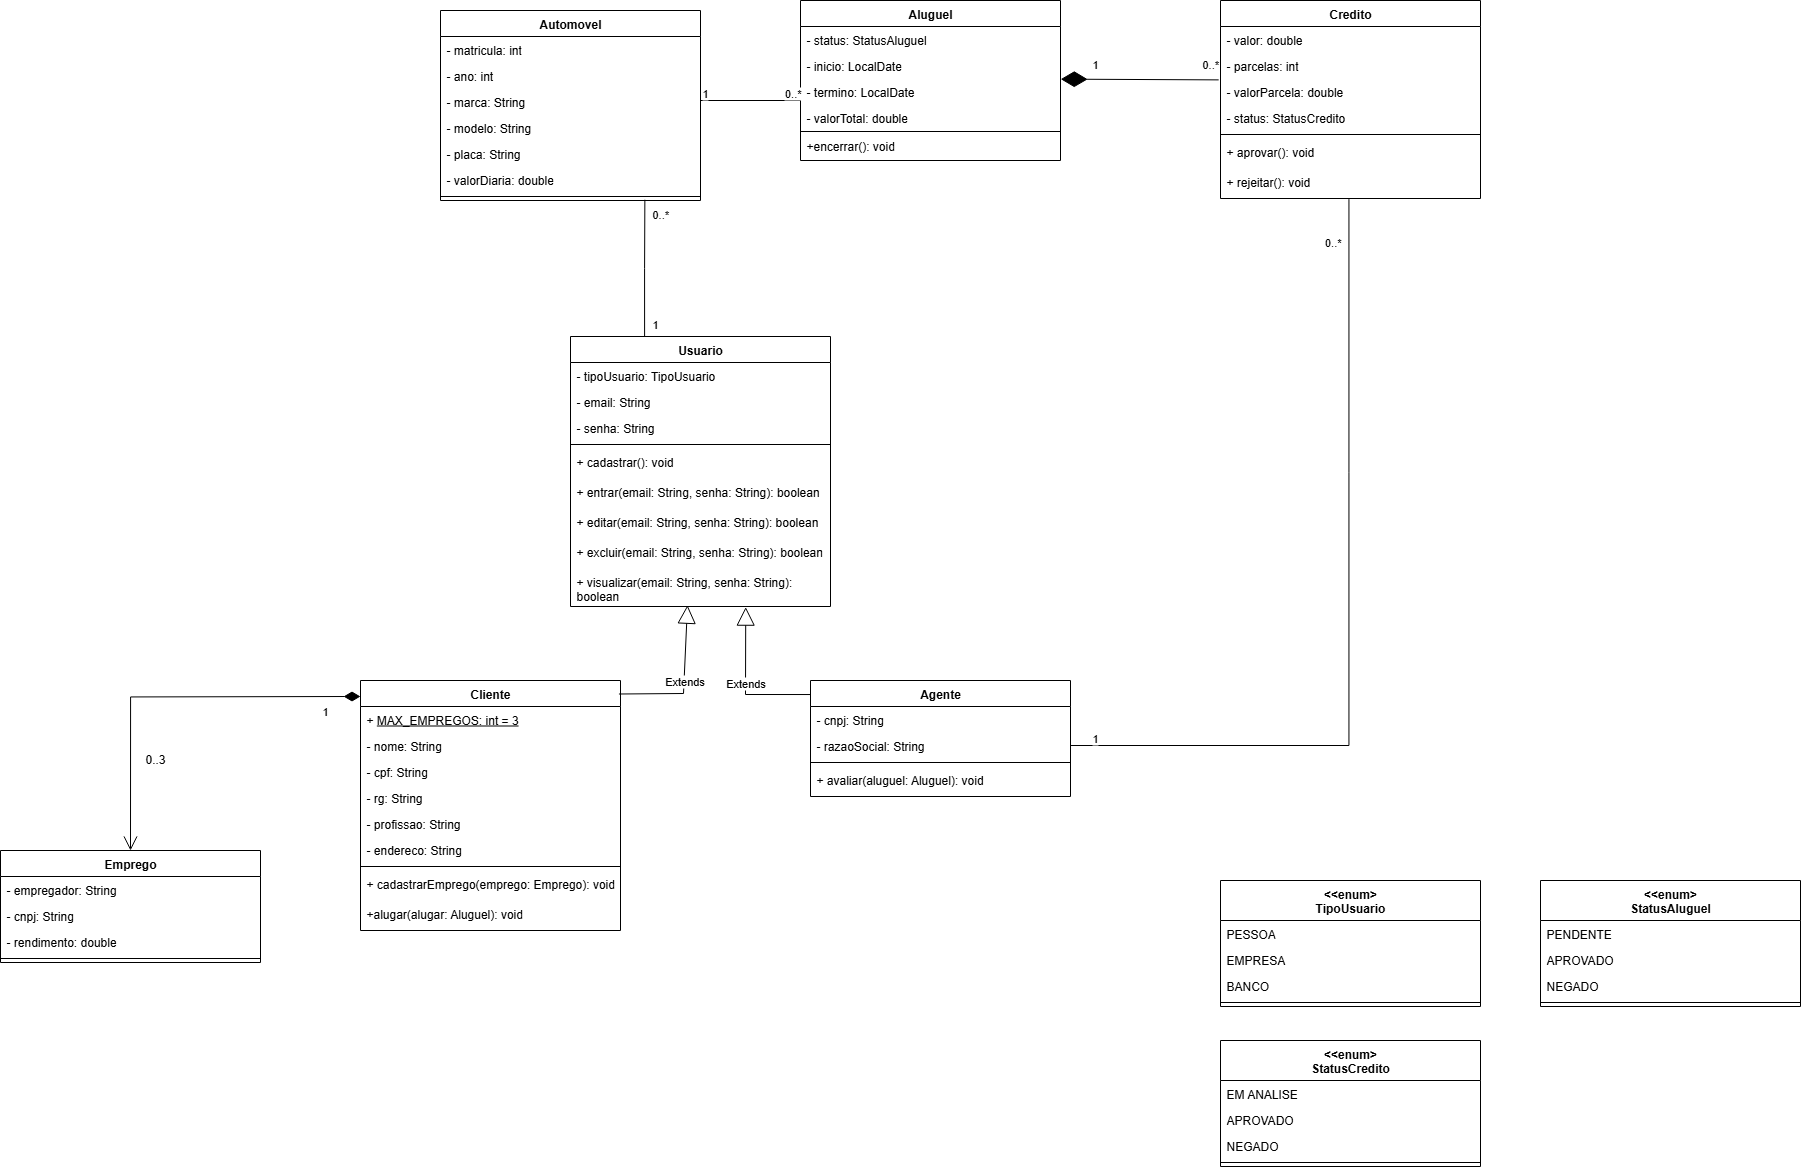 Automovel
- matricula: int
- ano: int
- marca: String
- modelo: String
- placa: String
- valorDiaria: double
1
0..*
Aluguel
- status: StatusAluguel
- inicio: LocalDate
- termino: LocalDate
- valorTotal: double
+encerrar(): void
1
0..*
Credito
- valor: double
- parcelas: int
- valorParcela: double
- status: StatusCredito
+ aprovar(): void
+ rejeitar(): void
0..*
0..*
1
Usuario
- tipoUsuario: TipoUsuario
- email: String
- senha: String
+ cadastrar(): void
+ entrar(email: String, senha: String): boolean
+ editar(email: String, senha: String): boolean
+ excluir(email: String, senha: String): boolean
+ visualizar(email: String, senha: String):
boolean
Extends
Extends
Cliente
+ MAX_EMPREGOS: int = 3
- nome: String
- cpf: String
- rg: String
- profissao: String
- endereco: String
+ cadastrarEmprego(emprego: Emprego): void
+alugar(alugar: Aluguel): void
Agente
- cnpj: String
- razaoSocial: String
+ avaliar(aluguel: Aluguel): void
1
1
0..3
Emprego
- empregador: String
- cnpj: String
- rendimento: double
<<enum>>
TipoUsuario
PESSOA
EMPRESA
BANCO
<<enum>>
StatusAluguel
PENDENTE
APROVADO
NEGADO
<<enum>>
StatusCredito
EM ANALISE
APROVADO
NEGADO